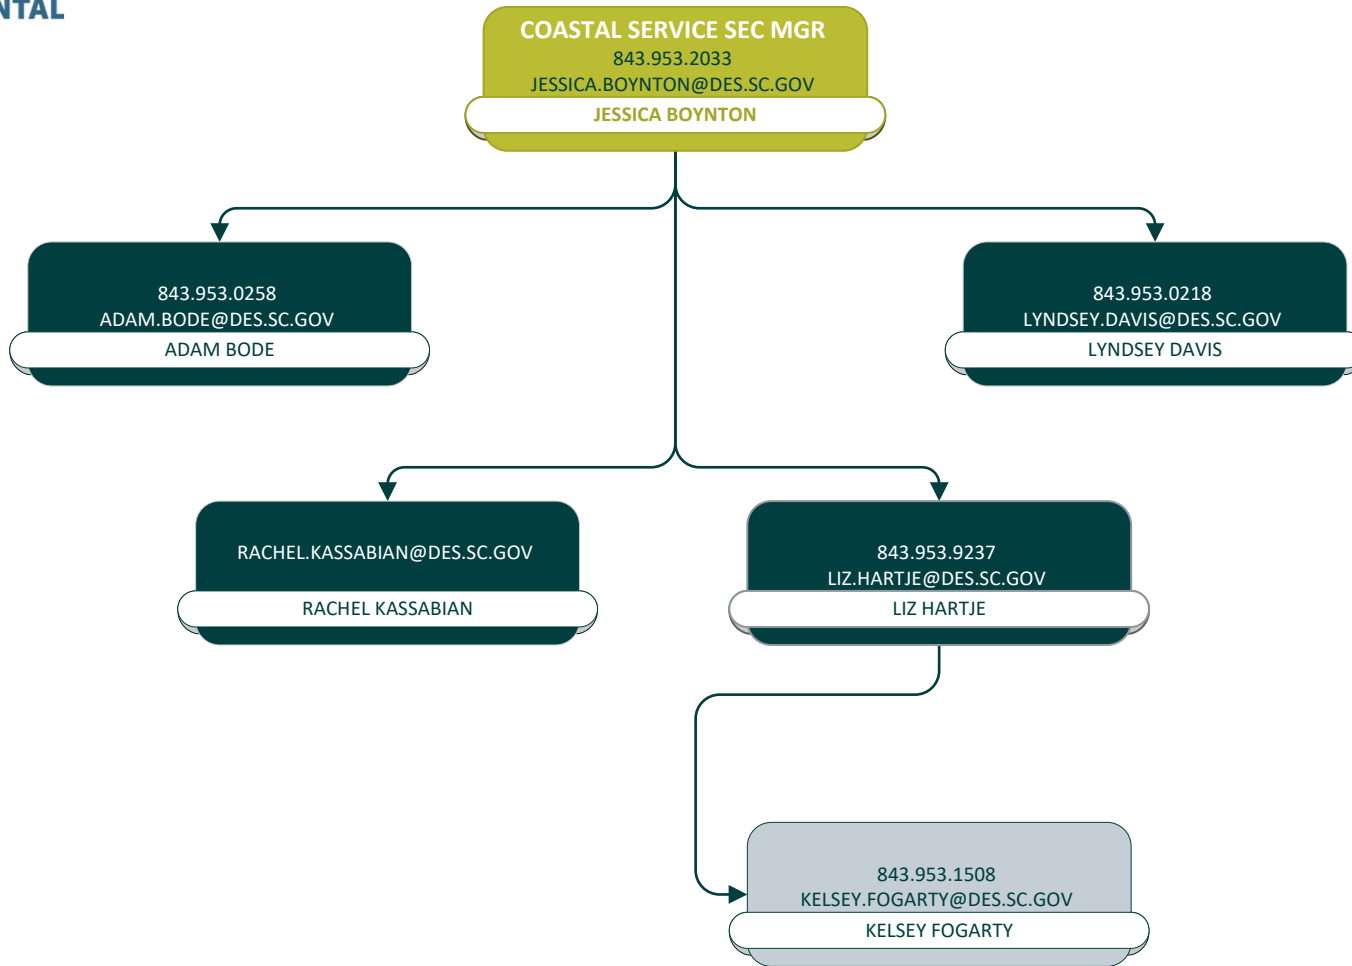 COASTAL SERVICE SEC MGR
843.953.2033
JESSICA.BOYNTON@DES.SC.GOV
JESSICA BOYNTON
843.953.0258
ADAM.BODE@DES.SC.GOV
ADAM BODE
843.953.0218
LYNDSEY.DAVIS@DES.SC.GOV
LYNDSEY DAVIS
RACHEL.KASSABIAN@DES.SC.GOV
RACHEL KASSABIAN
843.953.9237
LIZ.HARTJE@DES.SC.GOV
LIZ HARTJE
843.953.1508
KELSEY.FOGARTY@DES.SC.GOV
KELSEY FOGARTY